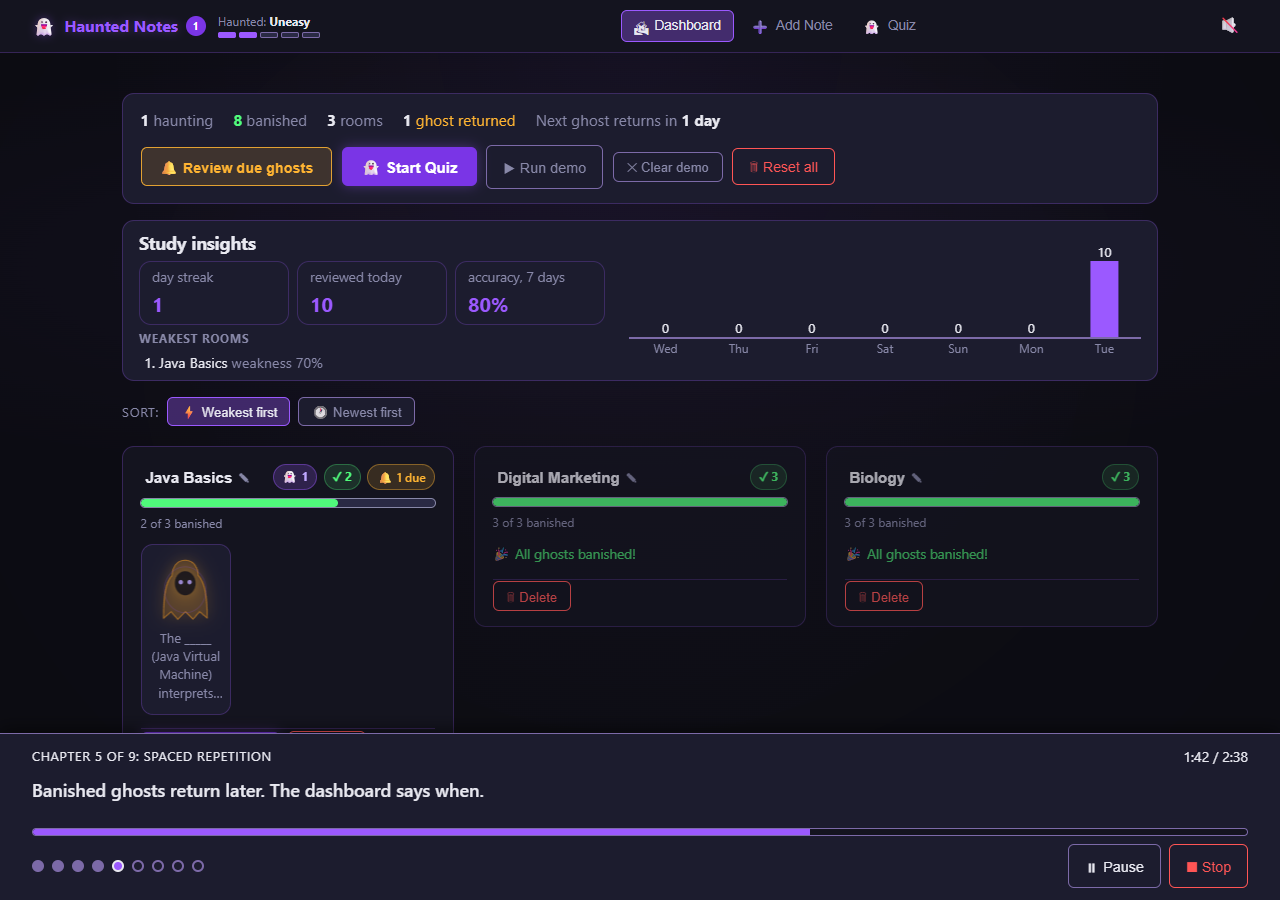 Haunted Notes 1
Haunted: Uneasy
Dashboard
Add Note
Quiz
1 haunting 8 banished 3 rooms 1 ghost returned Next ghost returns in 1 day
Review due ghosts
Start Quiz
Run demo
Clear demo
Reset all
Study insights
day streak
1
reviewed today
10
accuracy, 7 days
80%
WEAKEST ROOMS
1. Java Basics weakness 70%
0 0 0 0 0 0 10
Wed Thu Fri Sat Sun Mon Tue
SORT: Weakest first Newest first
Java Basics 1 ✓2 1 due
2 of 3 banished
The ____
(Java Virtual
Machine)
interprets...
Digital Marketing ✓3
3 of 3 banished
All ghosts banished!
Delete
Biology ✓3
3 of 3 banished
All ghosts banished!
Delete
CHAPTER 5 OF 9: SPACED REPETITION
1:42 / 2:38
Banished ghosts return later. The dashboard says when.
Pause
Stop